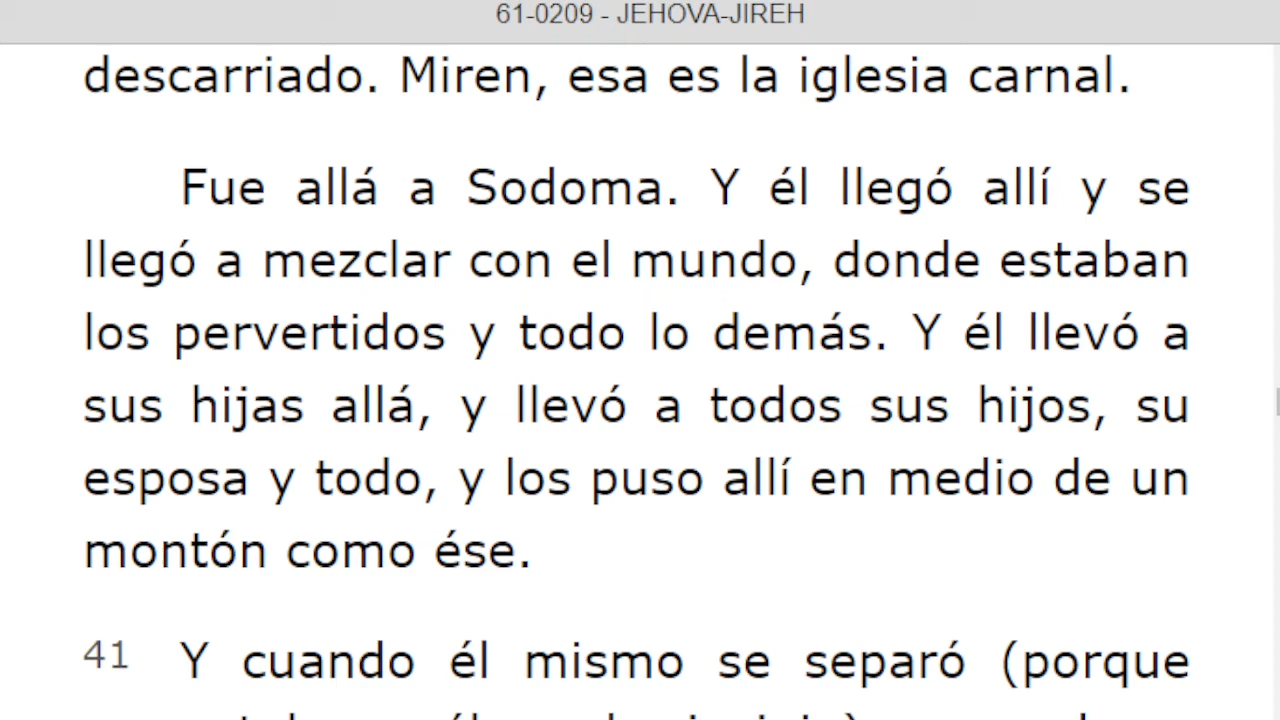 61-0209 - JEHOVA-JIREH
descarriado. Miren, esa es la iglesia carnal.
Fue allá a Sodoma. Y él llegó allí y se
llegó a mezclar con el mundo, donde estaban
los pervertidos y todo lo demás. Y él llevó a
sus hijas allá, y llevó a todos sus hijos, su
esposa y todo, y los puso allí en medio de un
montón como ése.
41 Y cuando él mismo se separó (porque